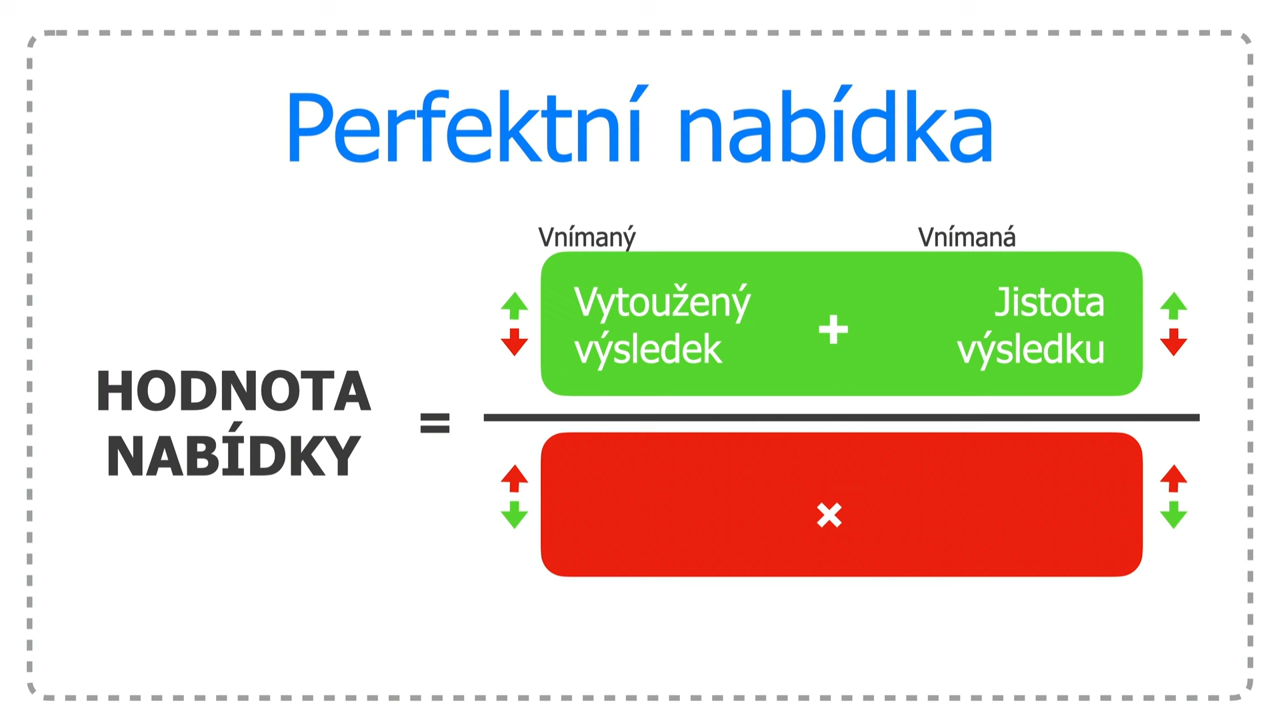 Perfektní nabídka
Vnímaný Vnímaná
Vytoužený výsledek + Jistota výsledku
HODNOTA NABÍDKY =
×